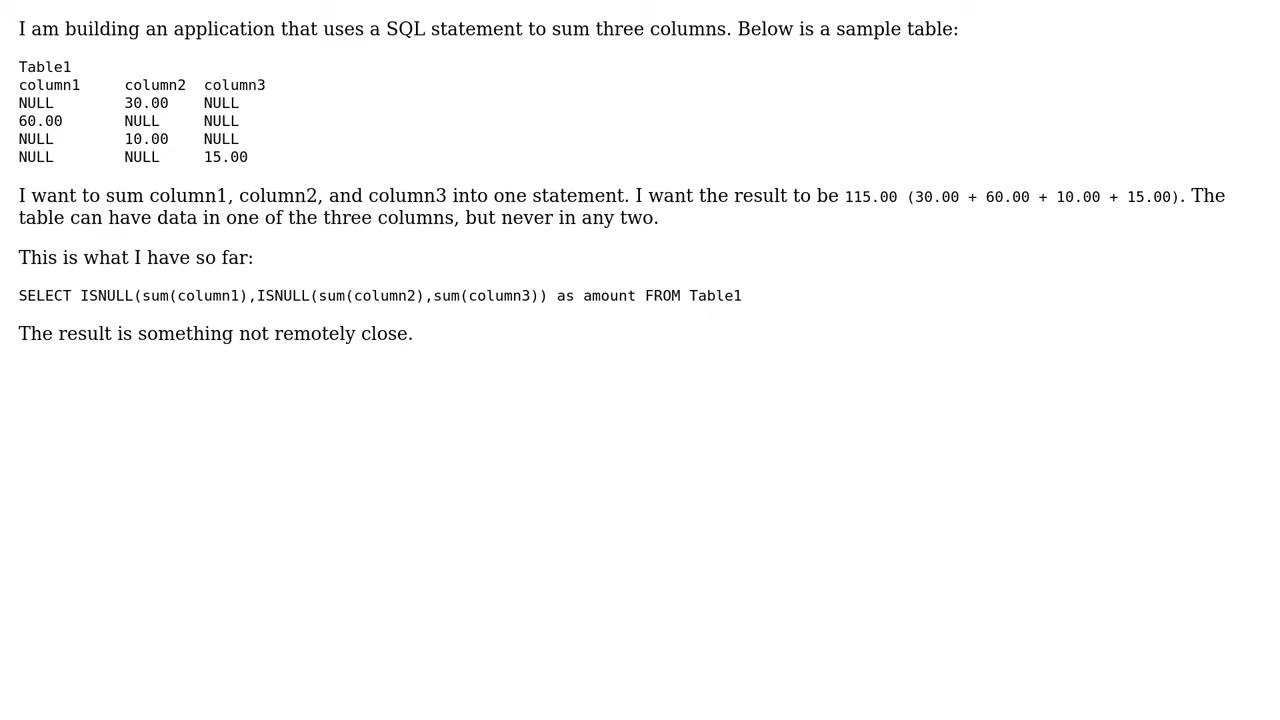 I am building an application that uses a SQL statement to sum three columns. Below is a sample table:
Table1
column1     column2  column3
NULL        30.00    NULL
60.00       NULL     NULL
NULL        10.00    NULL
NULL        NULL     15.00
I want to sum column1, column2, and column3 into one statement. I want the result to be 115.00 (30.00 + 60.00 + 10.00 + 15.00). The
table can have data in one of the three columns, but never in any two.
This is what I have so far:
SELECT ISNULL(sum(column1),ISNULL(sum(column2),sum(column3)) as amount FROM Table1
The result is something not remotely close.